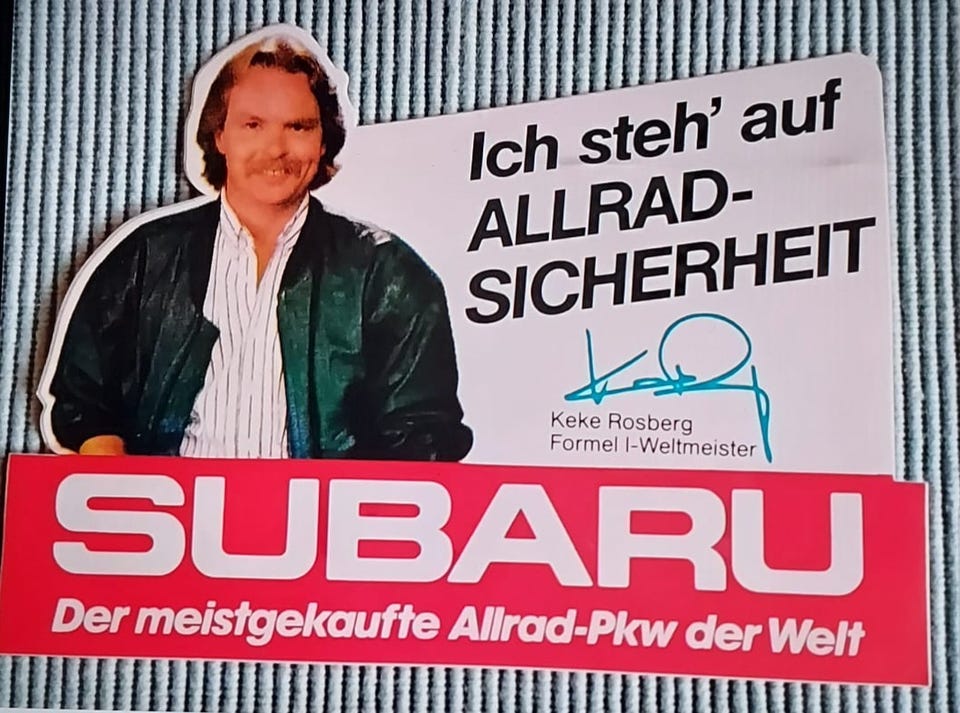 Ich steh' auf
ALLRAD-
SICHERHEIT
Keke Rosberg
Formel I-Weltmeister
SUBARU
Der meistgekaufte Allrad-Pkw der Welt